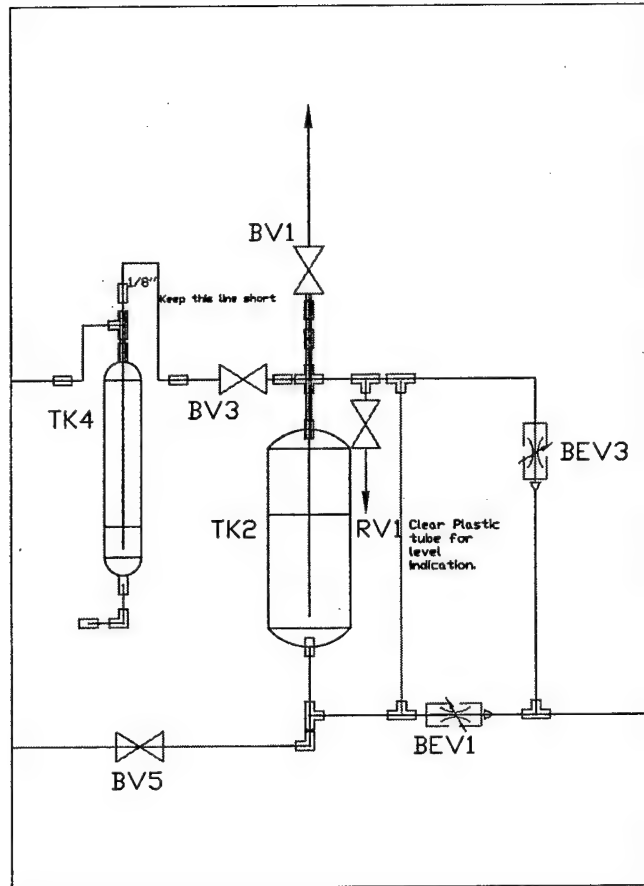 BV1
1/8"
Keep this line short
BV3
TK4
BEV3
TK2
RV1
Clear Plastic
tube for
level
indication.
BEV1
BV5